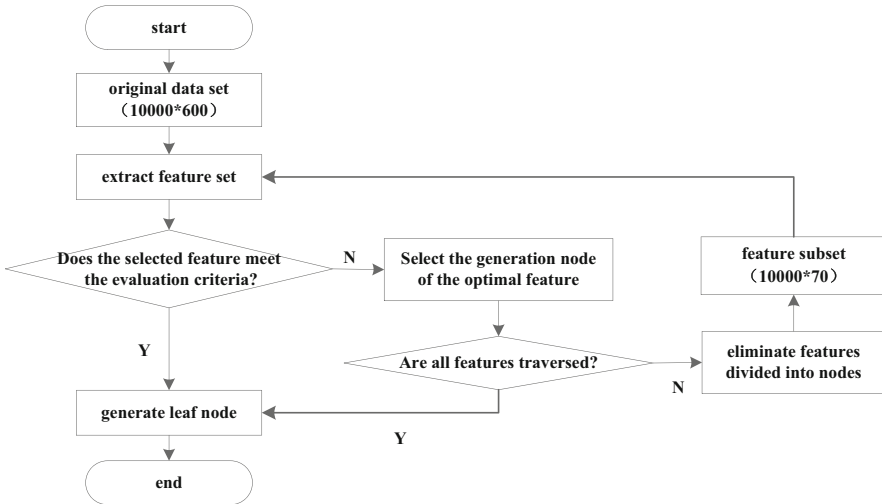 start
original data set
（10000*600）
extract feature set
Does the selected feature meet
the evaluation criteria?
N
Select the generation node
of the optimal feature
feature subset
（10000*70）
Y
Are all features traversed?
N
eliminate features
divided into nodes
generate leaf node
Y
end